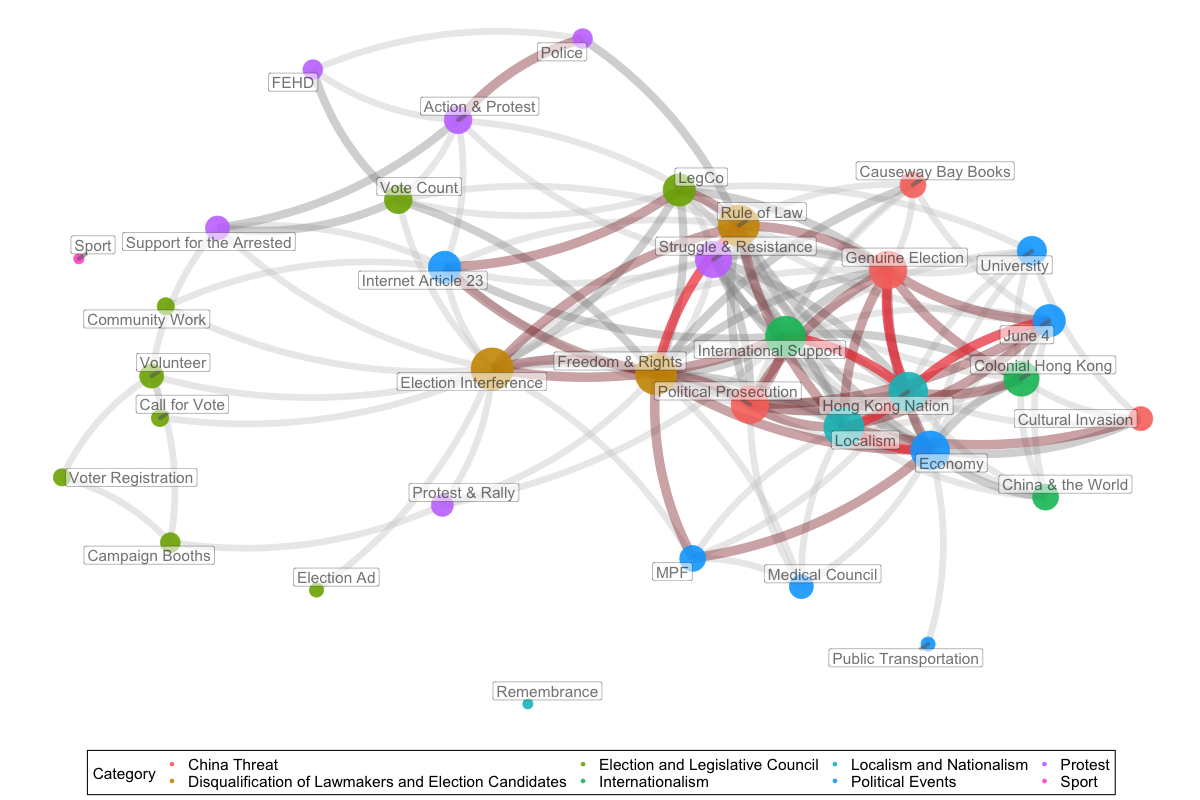 Police
FEHD
Action & Protest
LegCo
Causeway Bay Books
Vote Count
Rule of Law
Support for the Arrested
Sport
Struggle & Resistance
Genuine Election
University
Internet Article 23
Community Work
June 4
International Support
Volunteer
Freedom & Rights
Colonial Hong Kong
Election Interference
Political Prosecution
Call for Vote
Hong Kong Nation
Cultural Invasion
Localism
Economy
Voter Registration
China & the World
Protest & Rally
Campaign Booths
MPF
Medical Council
Election Ad
Public Transportation
Remembrance
Category
China Threat
Election and Legislative Council
Localism and Nationalism
Protest
Disqualification of Lawmakers and Election Candidates
Internationalism
Political Events
Sport